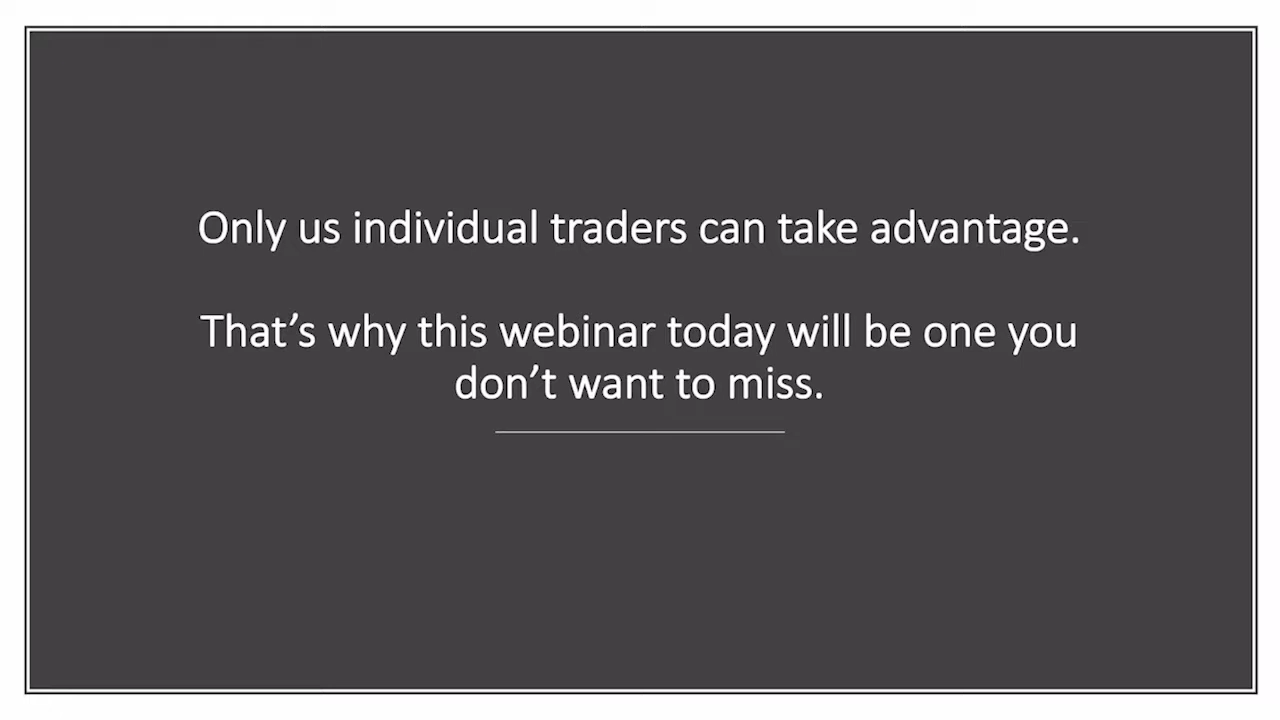 Only us individual traders can take advantage.
That’s why this webinar today will be one you
don’t want to miss.